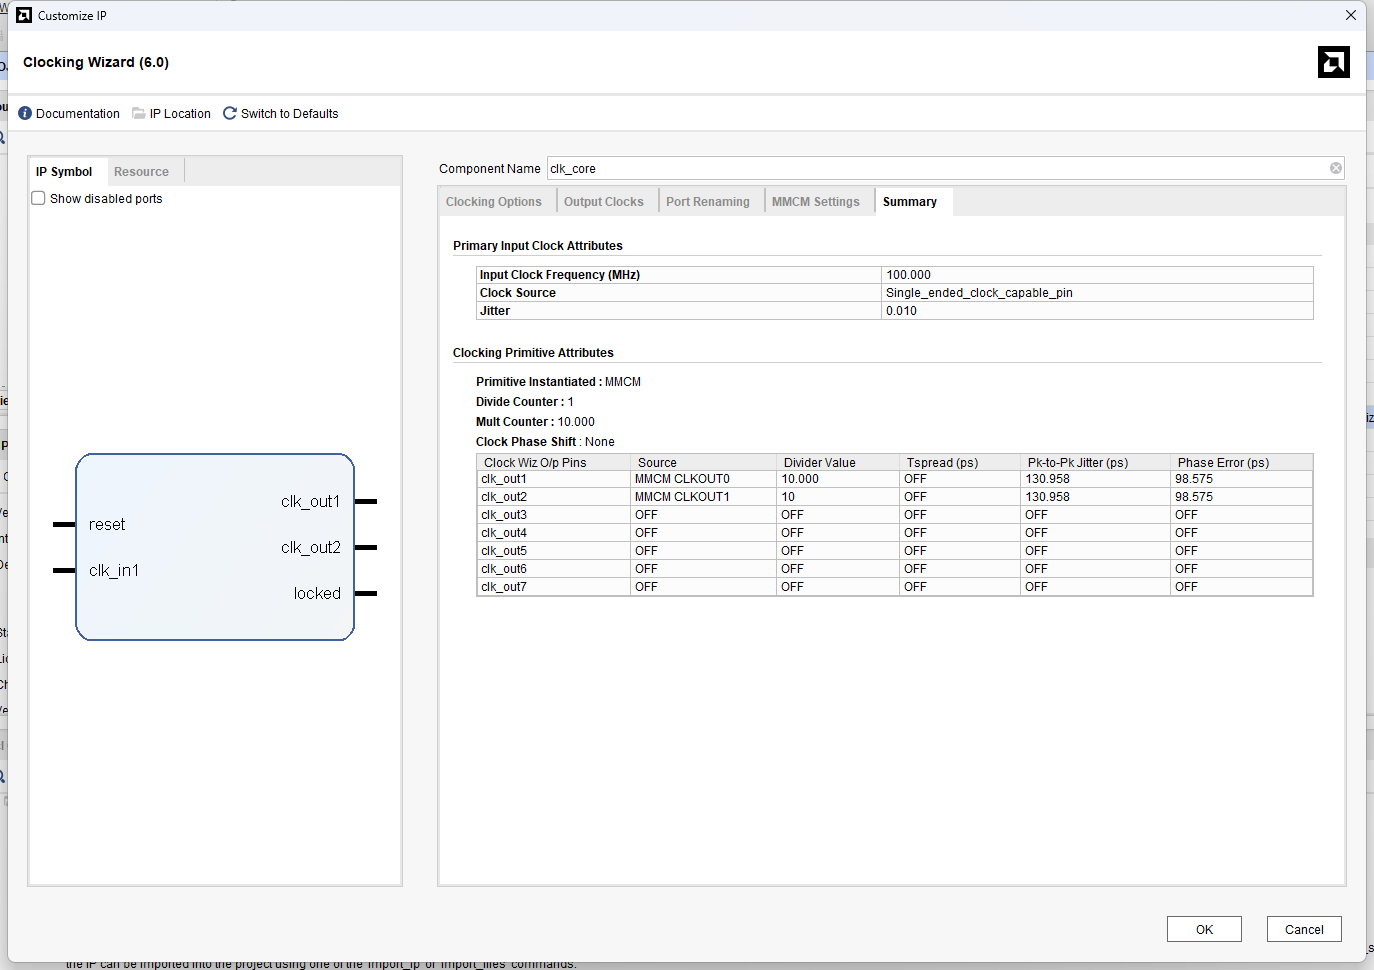 Customize IP
Clocking Wizard (6.0)
Documentation IP Location Switch to Defaults
IP Symbol Resource
Show disabled ports
reset
clk_in1
clk_out1
clk_out2
locked
Component Name clk_core
Clocking Options Output Clocks Port Renaming MMCM Settings Summary
Primary Input Clock Attributes
Input Clock Frequency (MHz) 100.000
Clock Source Single_ended_clock_capable_pin
Jitter 0.010
Clocking Primitive Attributes
Primitive Instantiated : MMCM
Divide Counter : 1
Mult Counter : 10.000
Clock Phase Shift : None
Clock Wiz O/p Pins Source Divider Value Tspread (ps) Pk-to-Pk Jitter (ps) Phase Error (ps)
clk_out1 MMCM CLKOUT0 10.000 OFF 130.958 98.575
clk_out2 MMCM CLKOUT1 10 OFF 130.958 98.575
clk_out3 OFF OFF OFF OFF OFF
clk_out4 OFF OFF OFF OFF OFF
clk_out5 OFF OFF OFF OFF OFF
clk_out6 OFF OFF OFF OFF OFF
clk_out7 OFF OFF OFF OFF OFF
OK Cancel
the IP can be imported into the project using one of the 'import_ip' or 'import_files' commands.